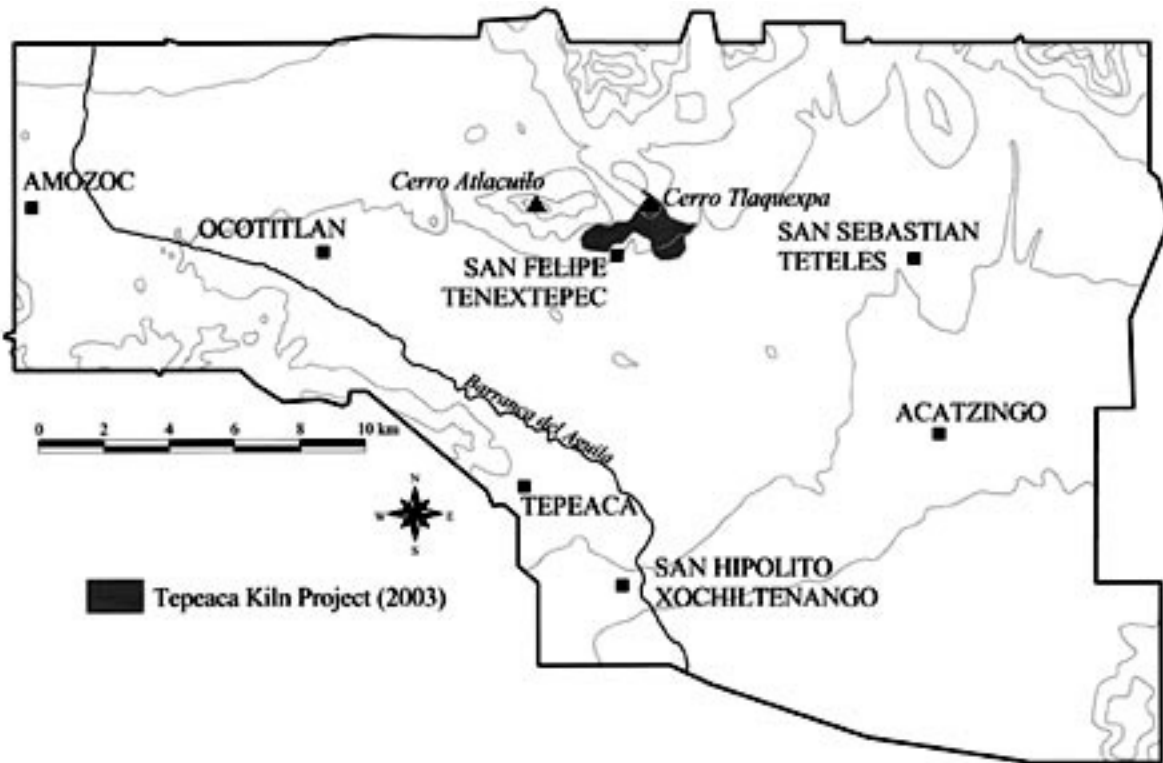 AMOZOC
Cerro Atlacuilo
Cerro Tlaquexpa
OCOTITLAN
SAN FELIPE
TENEXTEPEC
SAN SEBASTIAN
TETELES
Barranca del Aguila
ACATZINGO
0 2 4 6 8 10 km
TEPEACA
N
W E
S
SAN HIPOLITO
XOCHILTENANGO
Tepeaca Kiln Project (2003)